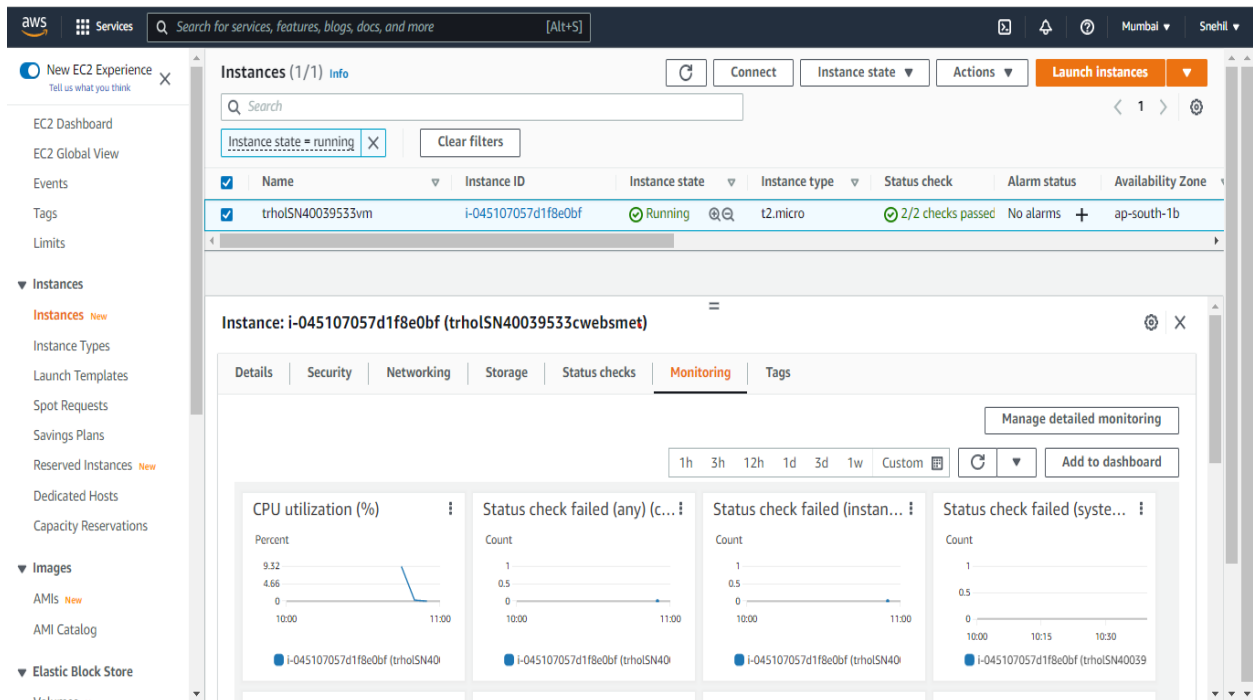 aws Services Search for services, features, blogs, docs, and more [Alt+S] Mumbai ▼ Snehil ▼
New EC2 Experience
Tell us what you think
EC2 Dashboard
EC2 Global View
Events
Tags
Limits
Instances
Instances New
Instance Types
Launch Templates
Spot Requests
Savings Plans
Reserved Instances New
Dedicated Hosts
Capacity Reservations
Images
AMIs New
AMI Catalog
Elastic Block Store
Instances (1/1) Info
Connect Instance state ▼ Actions ▼ Launch instances ▼
Search
1
Instance state = running
Clear filters
Name Instance ID Instance state Instance type Status check Alarm status Availability Zone
trholSN40039533vm i-045107057d1f8e0bf Running t2.micro 2/2 checks passed No alarms + ap-south-1b
Instance: i-045107057d1f8e0bf (trholSN40039533cwebsmet)
Details Security Networking Storage Status checks Monitoring Tags
Manage detailed monitoring
1h 3h 12h 1d 3d 1w Custom Add to dashboard
CPU utilization (%)
Percent
9.32
4.66
0
10:00 11:00
i-045107057d1f8e0bf (trholSN40
Status check failed (any) (c...
Count
1
0.5
0
10:00 11:00
i-045107057d1f8e0bf (trholSN40
Status check failed (instan...
Count
1
0.5
0
10:00 11:00
i-045107057d1f8e0bf (trholSN40
Status check failed (syste...
Count
1
0.5
0
10:00 10:15 10:30
i-045107057d1f8e0bf (trholSN40039